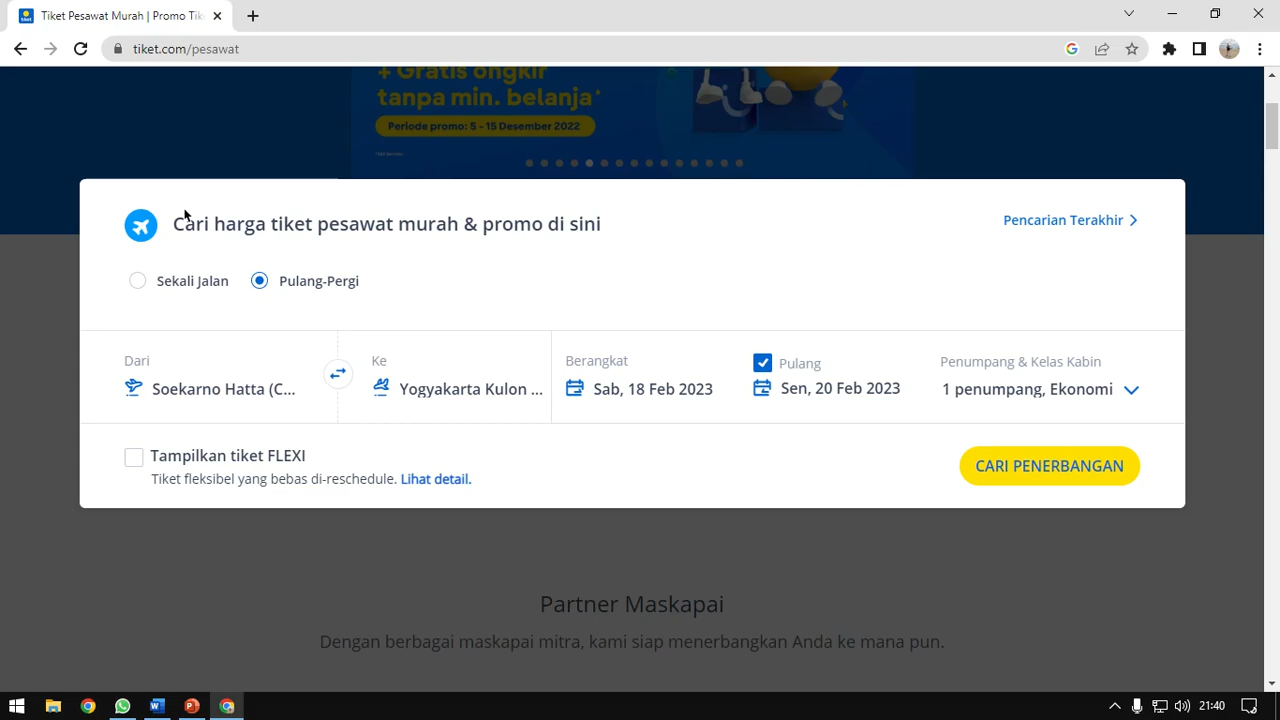 Tiket Pesawat Murah | Promo Tik
tiket.com/pesawat
+ Gratis ongkir
tanpa min. belanja*
Periode promo: 5 - 15 Desember 2022
Cari harga tiket pesawat murah & promo di sini
Pencarian Terakhir
Sekali Jalan
Pulang-Pergi
Dari
Ke
Berangkat
Pulang
Penumpang & Kelas Kabin
Soekarno Hatta (C...
Yogyakarta Kulon ...
Sab, 18 Feb 2023
Sen, 20 Feb 2023
1 penumpang, Ekonomi
Tampilkan tiket FLEXI
Tiket fleksibel yang bebas di-reschedule. Lihat detail.
CARI PENERBANGAN
Partner Maskapai
Dengan berbagai maskapai mitra, kami siap menerbangkan Anda ke mana pun.
21:40